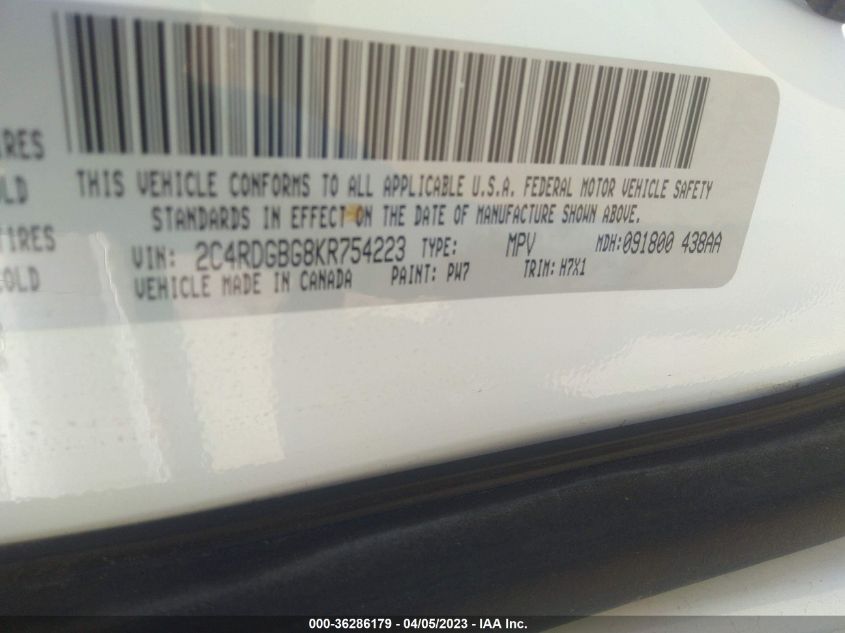 IRES
OLD
TIRES
COLD
THIS VEHICLE CONFORMS TO ALL APPLICABLE U.S.A. FEDERAL MOTOR VEHICLE SAFETY
STANDARDS IN EFFECT ON THE DATE OF MANUFACTURE SHOWN ABOVE.
VIN: 2C4RDGBG8KR754223 TYPE: MPV MDH: 091800 438AA
VEHICLE MADE IN CANADA PAINT: PW7 TRIM: H7X1
000-36286179 / 04/05/2023 - IAA Inc.